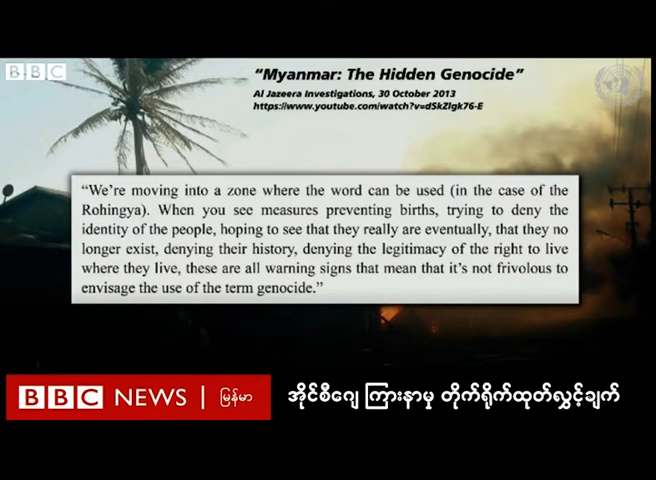 BBC
"Myanmar: The Hidden Genocide"
Al Jazeera Investigations, 30 October 2013
https://www.youtube.com/watch?v=dSkZIgk76-E
"We're moving into a zone where the word can be used (in the case of the
Rohingya). When you see measures preventing births, trying to deny the
identity of the people, hoping to see that they really are eventually, that they no
longer exist, denying their history, denying the legitimacy of the right to live
where they live, these are all warning signs that mean that it's not frivolous to
envisage the use of the term genocide."
BBC NEWS | မြန်မာ
အိုင်စီဂျေ ကြားနာမှု တိုက်ရိုက်ထုတ်လွှင့်ချက်